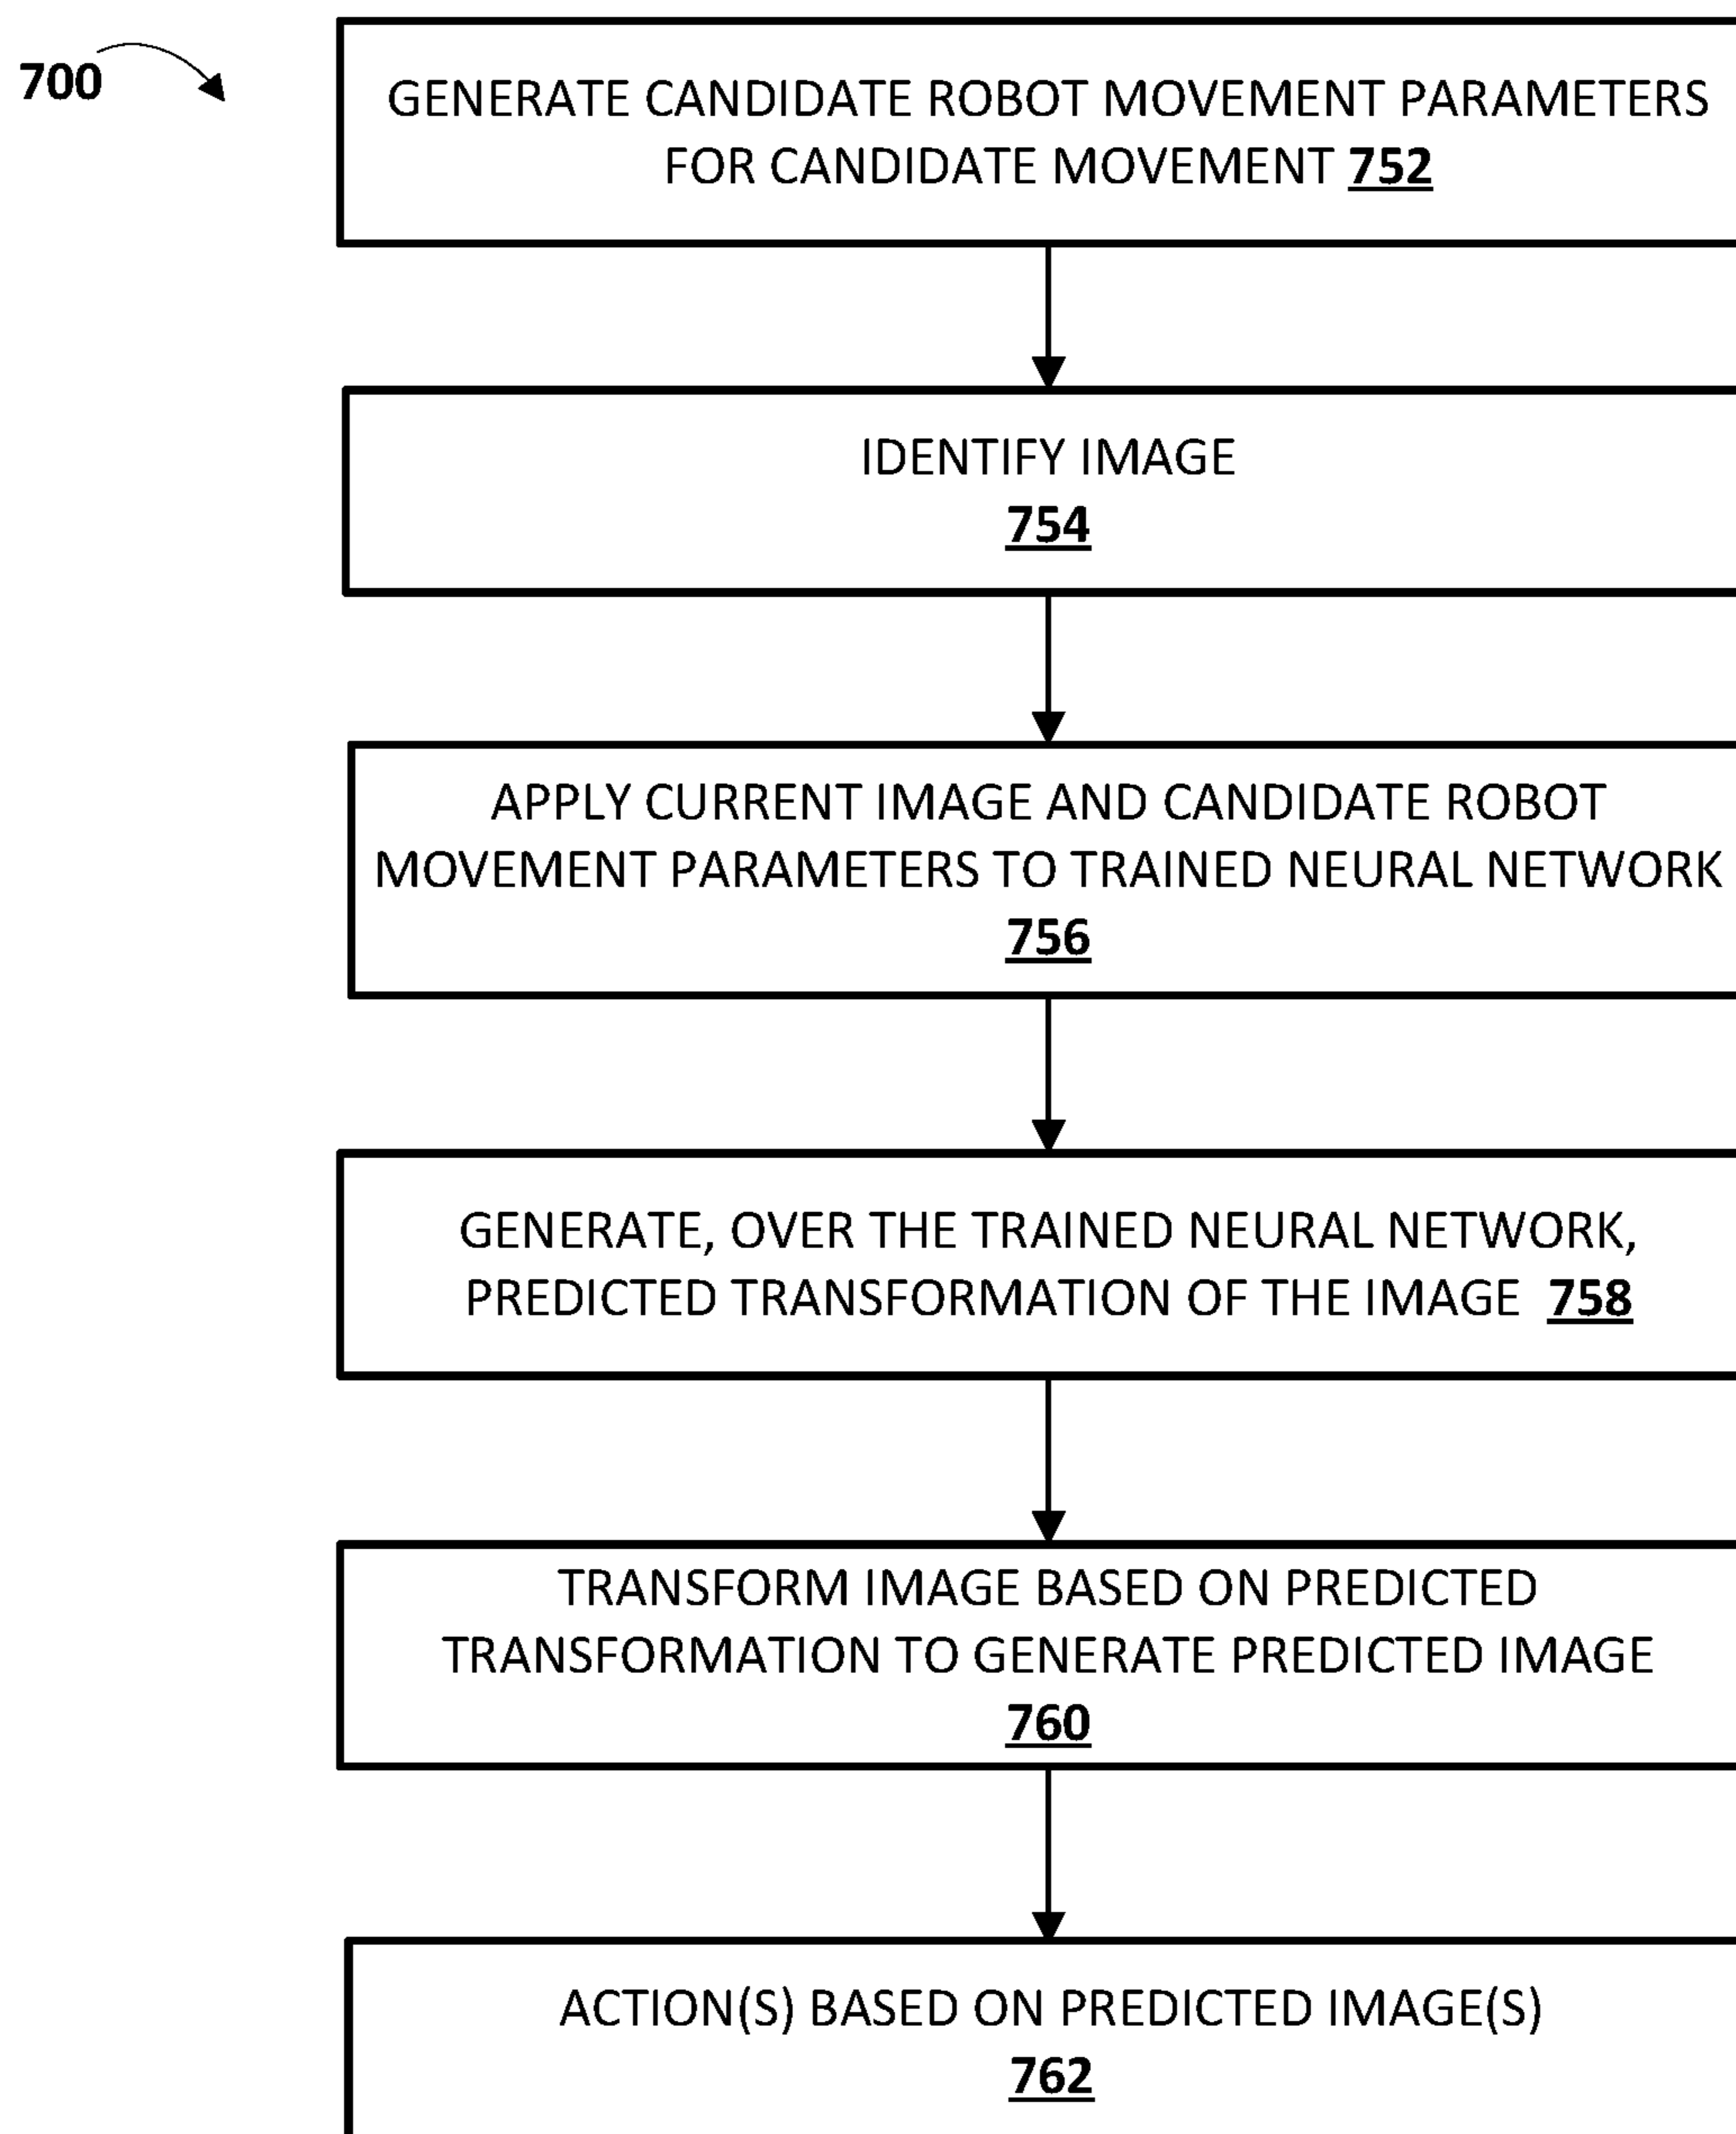 700
GENERATE CANDIDATE ROBOT MOVEMENT PARAMETERS
FOR CANDIDATE MOVEMENT 752
IDENTIFY IMAGE
754
APPLY CURRENT IMAGE AND CANDIDATE ROBOT
MOVEMENT PARAMETERS TO TRAINED NEURAL NETWORK
756
GENERATE, OVER THE TRAINED NEURAL NETWORK,
PREDICTED TRANSFORMATION OF THE IMAGE 758
TRANSFORM IMAGE BASED ON PREDICTED
TRANSFORMATION TO GENERATE PREDICTED IMAGE
760
ACTION(S) BASED ON PREDICTED IMAGE(S)
762